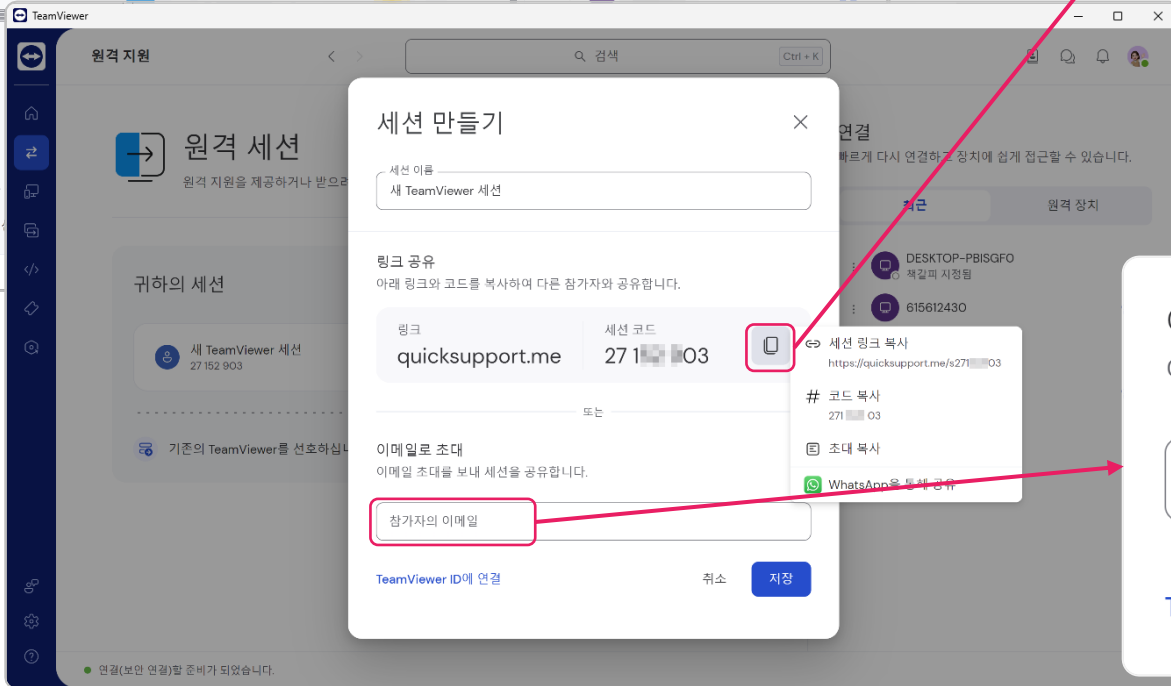 TeamViewer
원격 지원
검색
Ctrl + K
원격 세션
원격 지원을 제공하거나 받으려
귀하의 세션
새 TeamViewer 세션
27 152 903
기존의 TeamViewer를 선호하십니
연결(보안 연결)할 준비가 되었습니다.
세션 만들기
세션 이름
새 TeamViewer 세션
링크 공유
아래 링크와 코드를 복사하여 다른 참가자와 공유합니다.
링크
quicksupport.me
세션 코드
27 1 03
또는
이메일로 초대
이메일 초대를 보내 세션을 공유합니다.
참가자의 이메일
TeamViewer ID에 연결
취소
저장
연결
빠르게 다시 연결하고 장치에 쉽게 접근할 수 있습니다.
최근
원격 장치
DESKTOP-PBISGF0
책갈피 지정됨
615612430
세션 링크 복사
https://quicksupport.me/s271 03
코드 복사
271 03
초대 복사
WhatsApp을 통해 공유